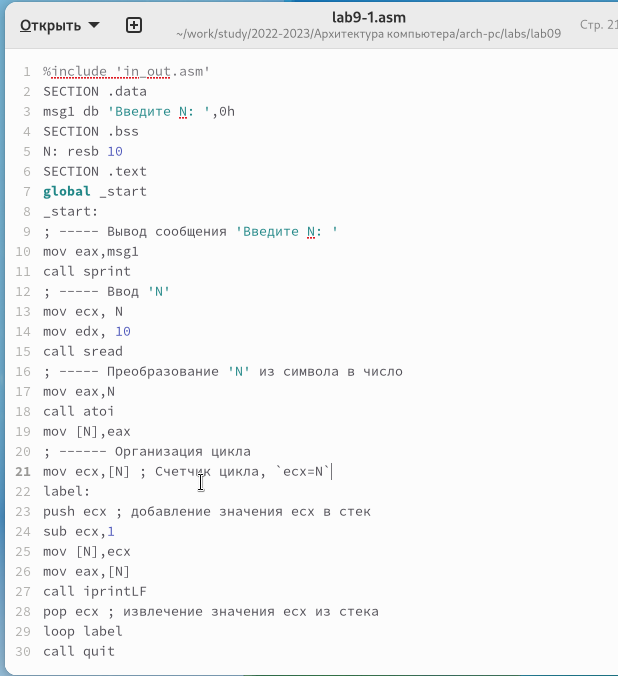 Открыть
lab9-1.asm
~/work/study/2022-2023/Архитектура компьютера/arch-pc/labs/lab09
Стр. 21
1 %include 'in_out.asm'
2 SECTION .data
3 msg1 db 'Введите N: ',0h
4 SECTION .bss
5 N: resb 10
6 SECTION .text
7 global _start
8 _start:
9 ; ----- Вывод сообщения 'Введите N: '
10 mov eax,msg1
11 call sprint
12 ; ----- Ввод 'N'
13 mov ecx, N
14 mov edx, 10
15 call sread
16 ; ----- Преобразование 'N' из символа в число
17 mov eax,N
18 call atoi
19 mov [N],eax
20 ; ------ Организация цикла
21 mov ecx,[N] ; Счетчик цикла, `ecx=N`
22 label:
23 push ecx ; добавление значения ecx в стек
24 sub ecx,1
25 mov [N],ecx
26 mov eax,[N]
27 call iprintLF
28 pop ecx ; извлечение значения ecx из стека
29 loop label
30 call quit